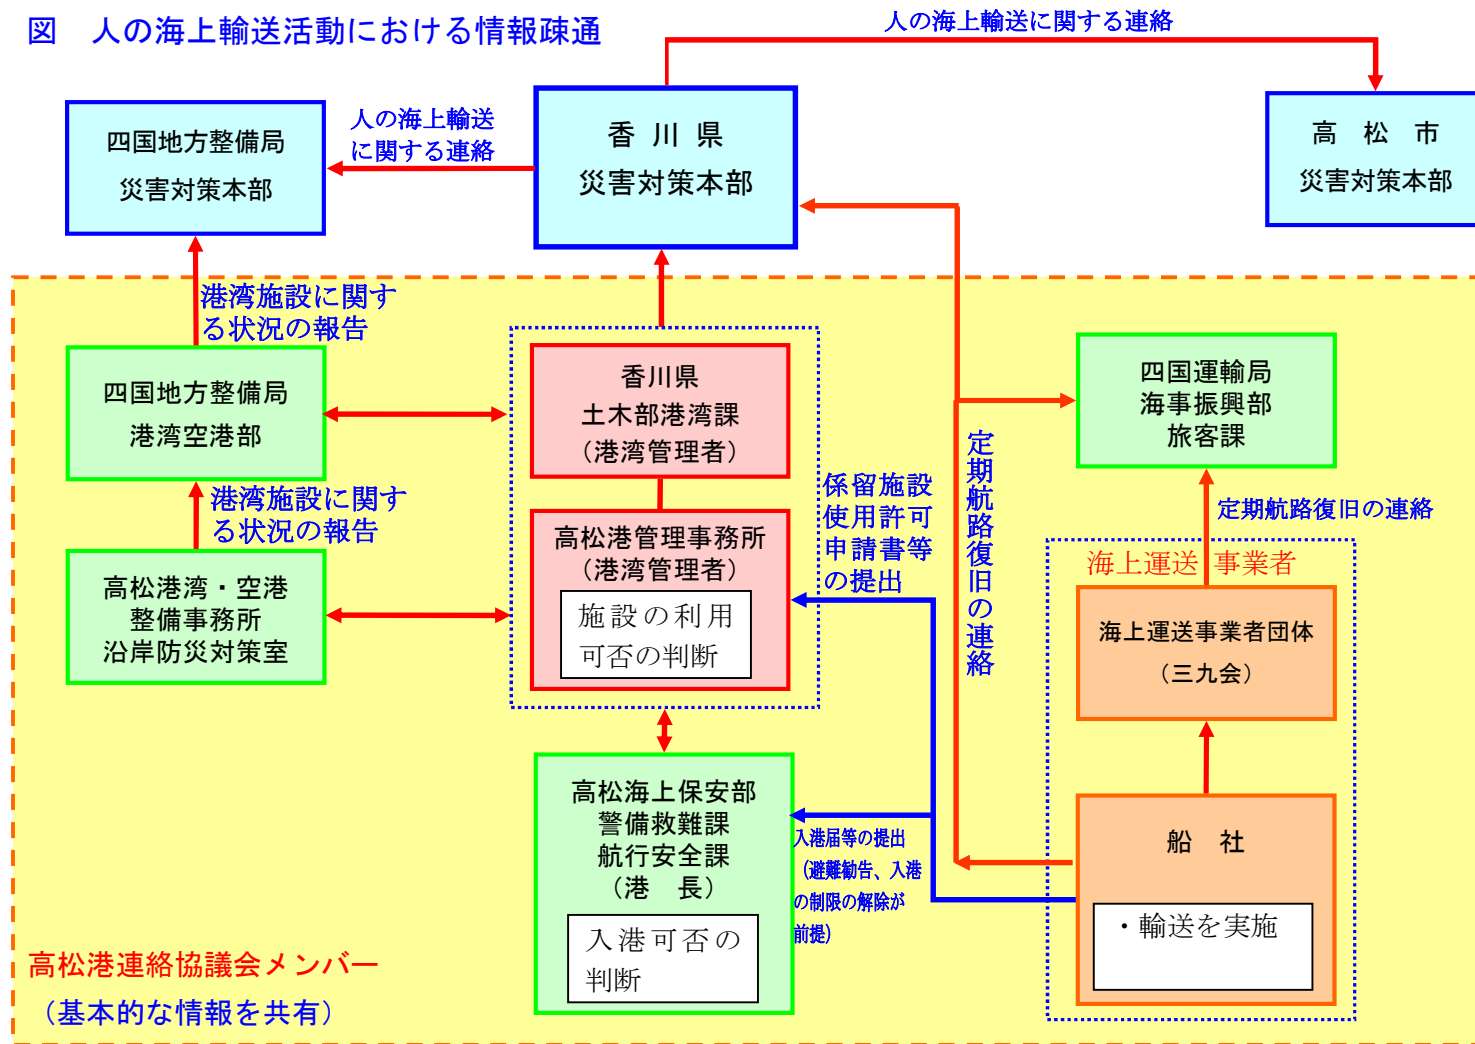 図　人の海上輸送活動における情報疎通
人の海上輸送に関する連絡
四国地方整備局
災害対策本部
人の海上輸送
に関する連絡
香 川 県
災害対策本部
高 松 市
災害対策本部
港湾施設に関す
る状況の報告
四国地方整備局
港湾空港部
香川県
土木部港湾課
（港湾管理者）
四国運輸局
海事振興部
旅客課
港湾施設に関す
る状況の報告
係留施設
使用許可
申請書等
の提出
定期航路復旧の連絡
定期航路復旧の連絡
高松港湾・空港
整備事務所
沿岸防災対策室
高松港管理事務所
（港湾管理者）
施設の利用
可否の判断
海上運送 事業者
海上運送事業者団体
（三九会）
高松海上保安部
警備救難課
航行安全課
（港　長）
入港可否の
判断
入港届等の提出
（避難勧告、入港
の制限の解除が
前提）
船 社
・輸送を実施
高松港連絡協議会メンバー
（基本的な情報を共有）